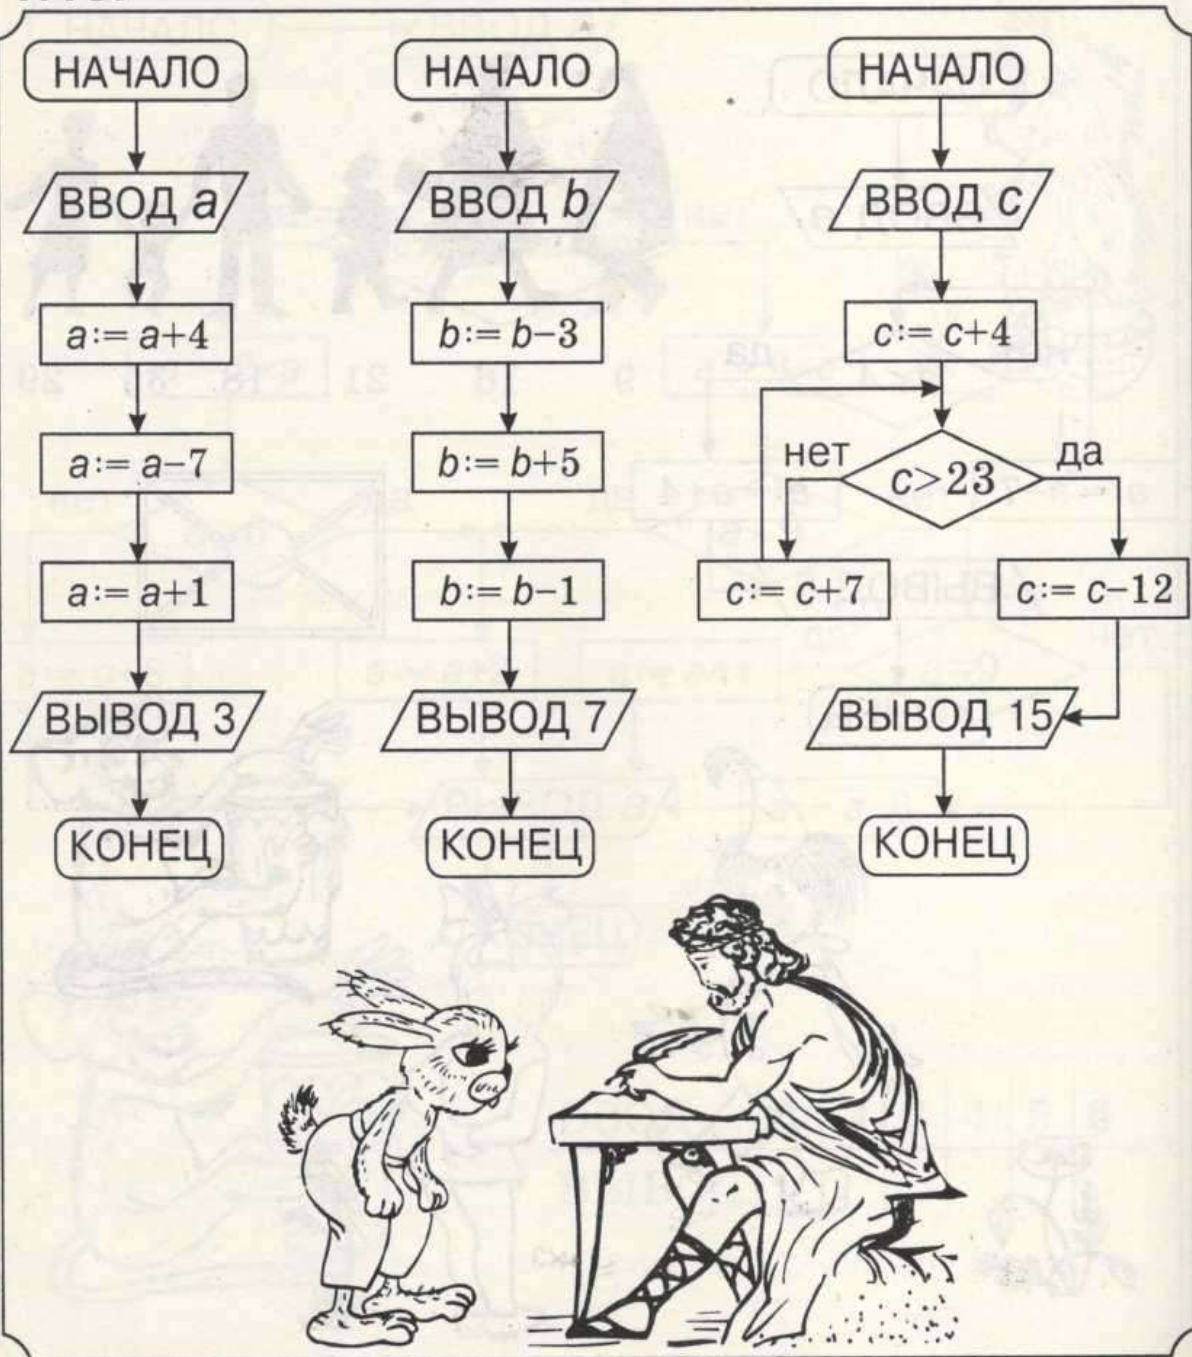 НАЧАЛО
ВВОД a
a:= a+4
a:= a–7
a:= a+1
ВЫВОД 3
КОНЕЦ
НАЧАЛО
ВВОД b
b:= b–3
b:= b+5
b:= b–1
ВЫВОД 7
КОНЕЦ
НАЧАЛО
ВВОД c
c:= c+4
нет
c>23
да
c:= c+7
c:= c–12
ВЫВОД 15
КОНЕЦ